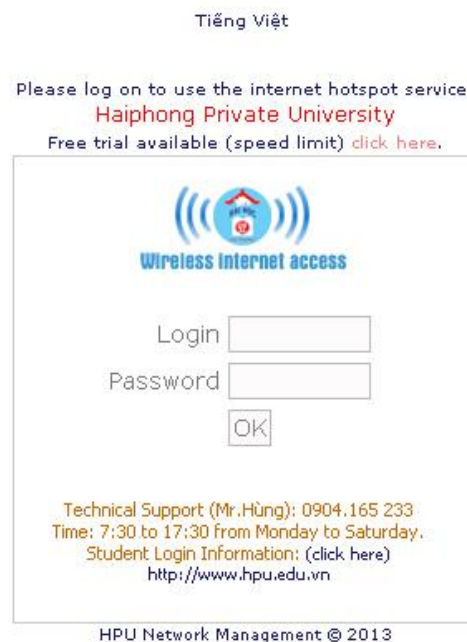 Tiếng Việt
Please log on to use the internet hotspot service
Haiphong Private University
Free trial available (speed limit) click here.
Wireless internet access
Login
Password
OK
Technical Support (Mr.Hùng): 0904.165 233
Time: 7:30 to 17:30 from Monday to Saturday.
Student Login Information: (click here)
http://www.hpu.edu.vn
HPU Network Management © 2013